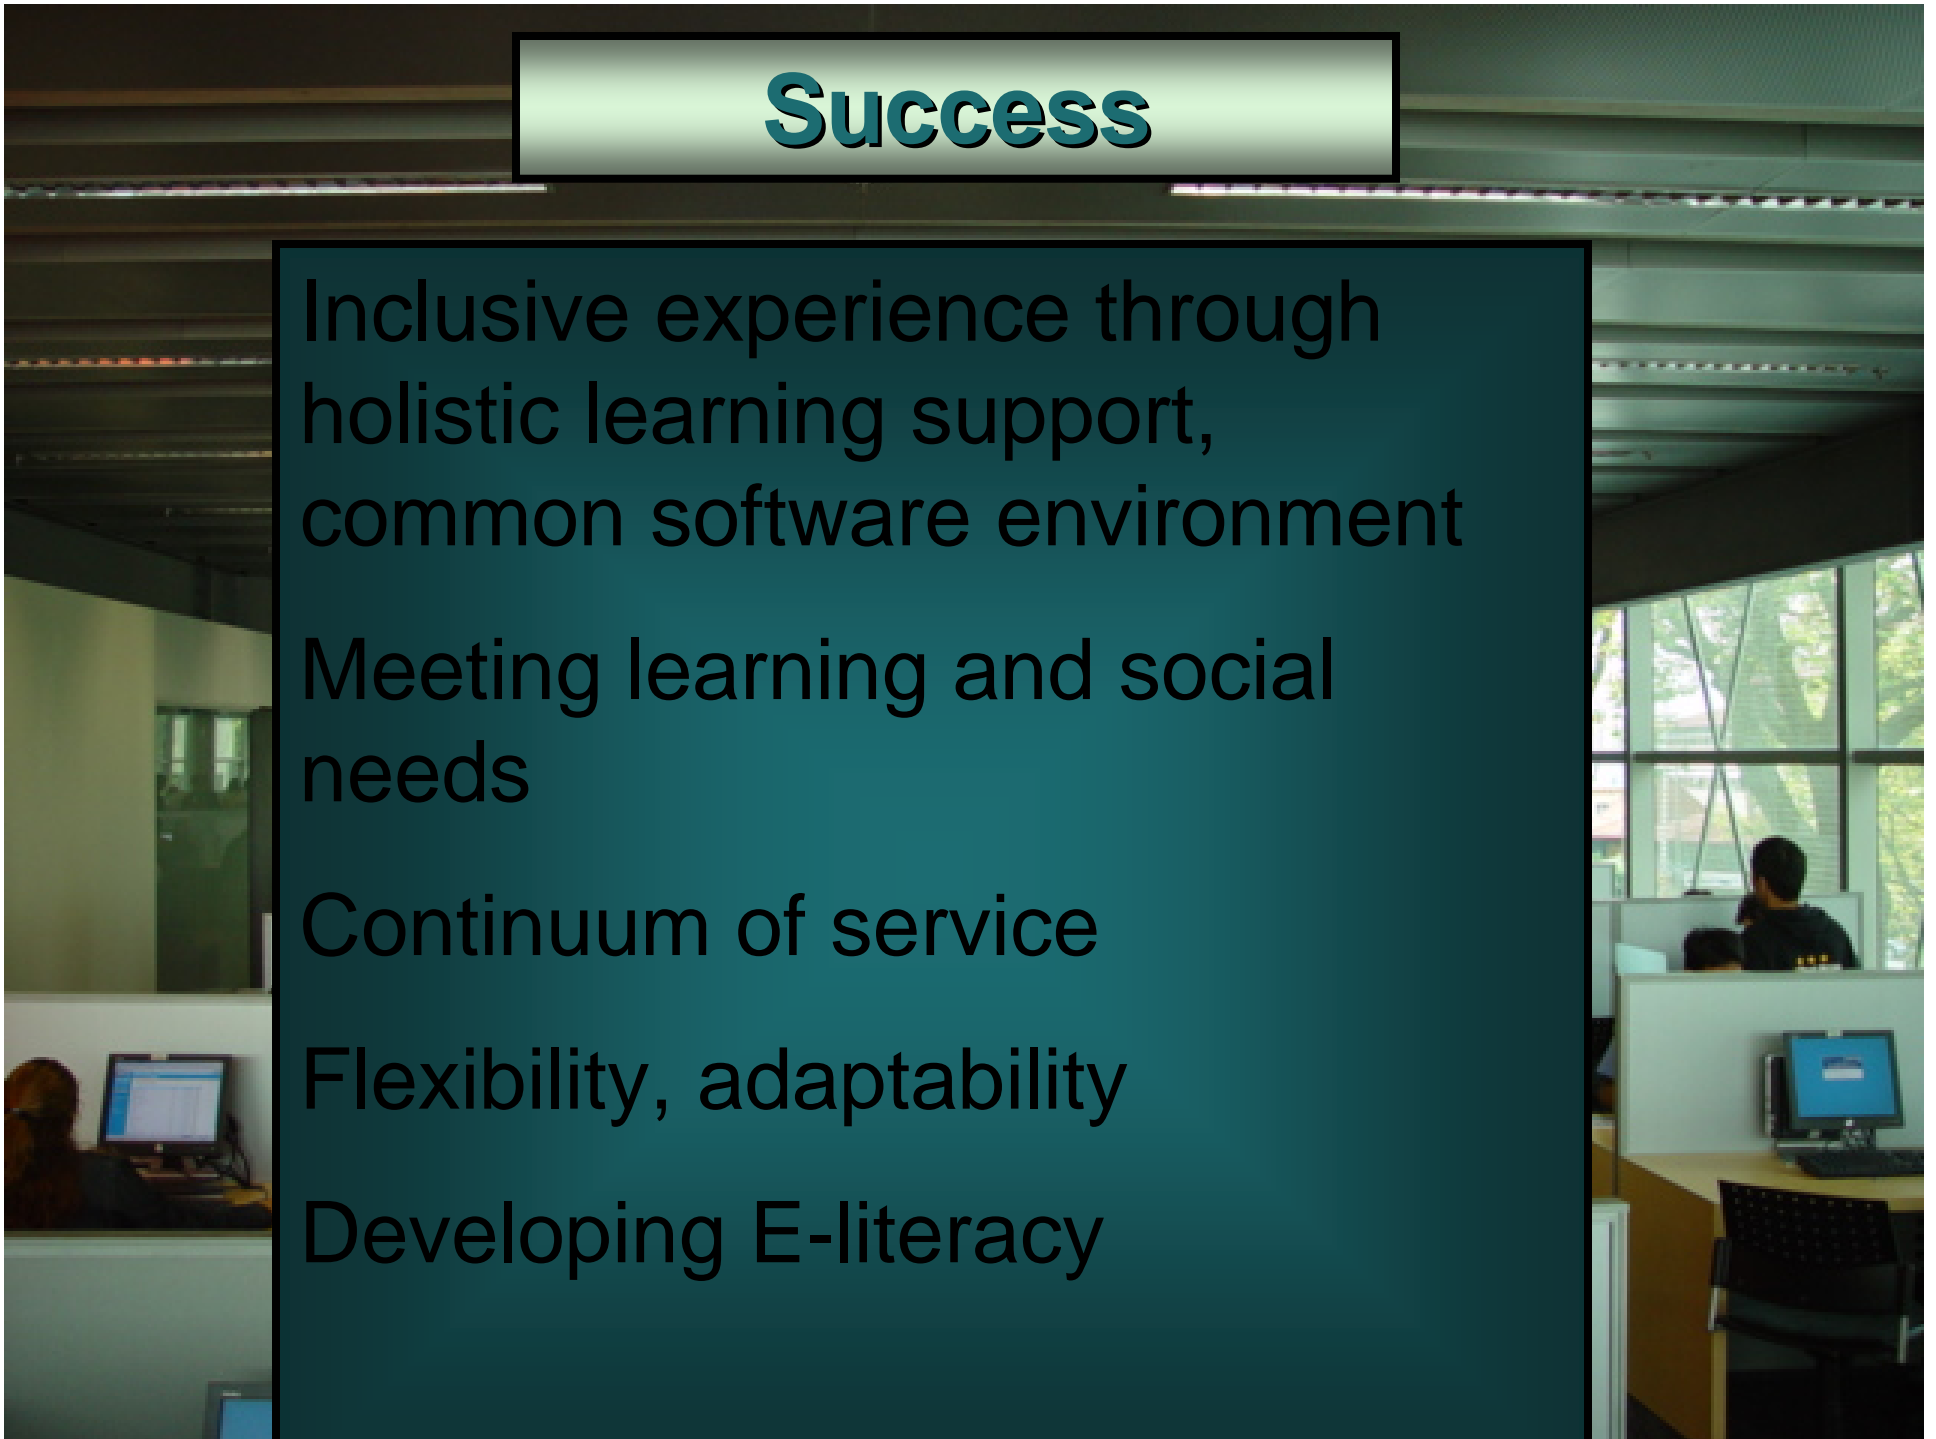 Success
Inclusive experience through
holistic learning support,
common software environment
Meeting learning and social
needs
Continuum of service
Flexibility, adaptability
Developing E-literacy